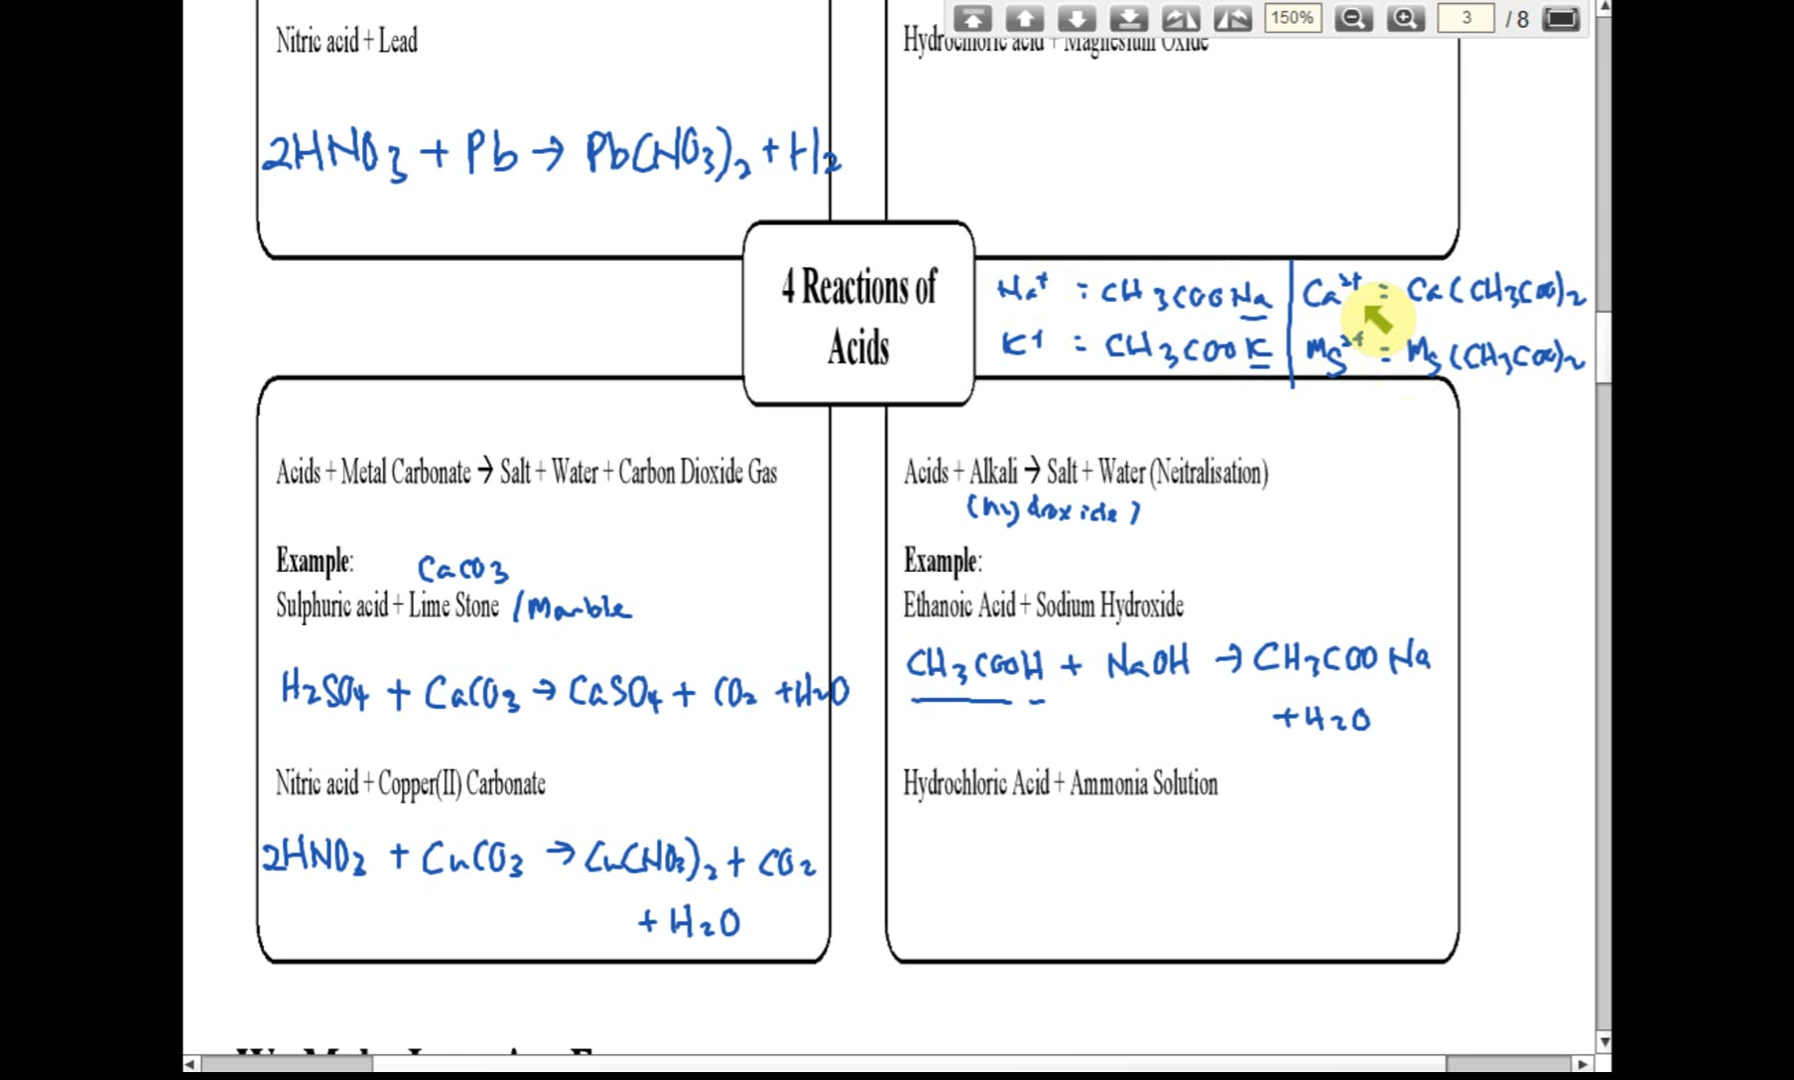 150%
3
/ 8
Nitric acid + Lead
Hydrochloric acid + Magnesium Oxide
2HNO3 + Pb → Pb(NO3)2 + H2
4 Reactions of
Acids
Na+ : CH3COONa
K+ = CH3COOK
Ca2+ = Ca(CH3COO)2
Mg2+ = Mg(CH3COO)2
Acids + Metal Carbonate → Salt + Water + Carbon Dioxide Gas
Example:
CaCO3
Sulphuric acid + Lime Stone / Marble
H2SO4 + CaCO3 → CaSO4 + CO2 + H2O
Nitric acid + Copper(II) Carbonate
2HNO3 + CuCO3 → Cu(NO3)2 + CO2
+ H2O
Acids + Alkali → Salt + Water (Neitralisation)
(hydroxide)
Example:
Ethanoic Acid + Sodium Hydroxide
CH3COOH + NaOH → CH3COONa
+ H2O
Hydrochloric Acid + Ammonia Solution